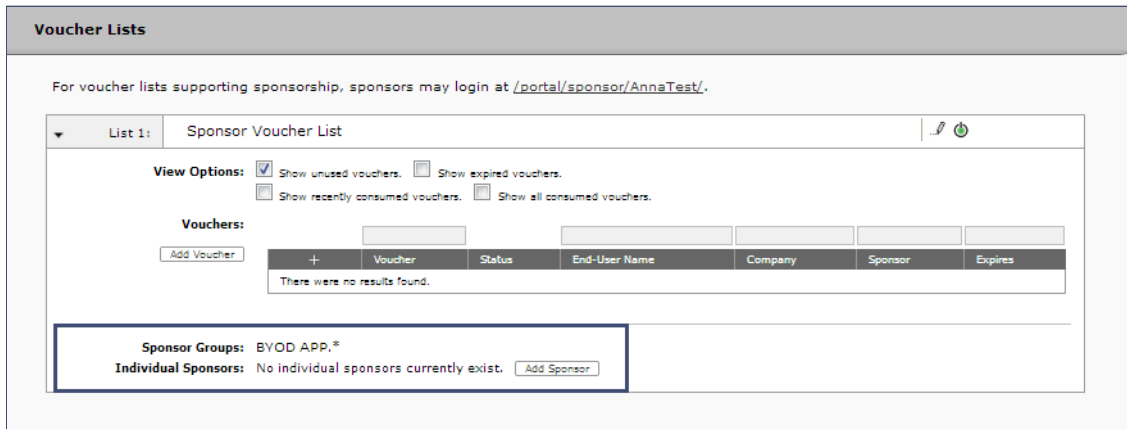 Voucher Lists
For voucher lists supporting sponsorship, sponsors may login at /portal/sponsor/AnnaTest/.
List 1: Sponsor Voucher List
View Options: Show unused vouchers. Show expired vouchers.
Show recently consumed vouchers. Show all consumed vouchers.
Vouchers:
Add Voucher
+ Voucher Status End-User Name Company Sponsor Expires
There were no results found.
Sponsor Groups: BYOD APP.*
Individual Sponsors: No individual sponsors currently exist. Add Sponsor